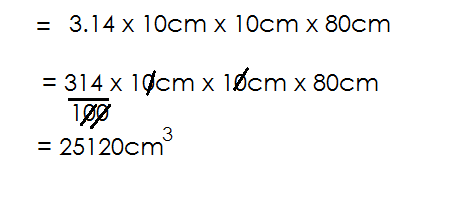 = 3.14 x 10cm x 10cm x 80cm
= 314 x 10cm x 10cm x 80cm
100
= 25120cm³